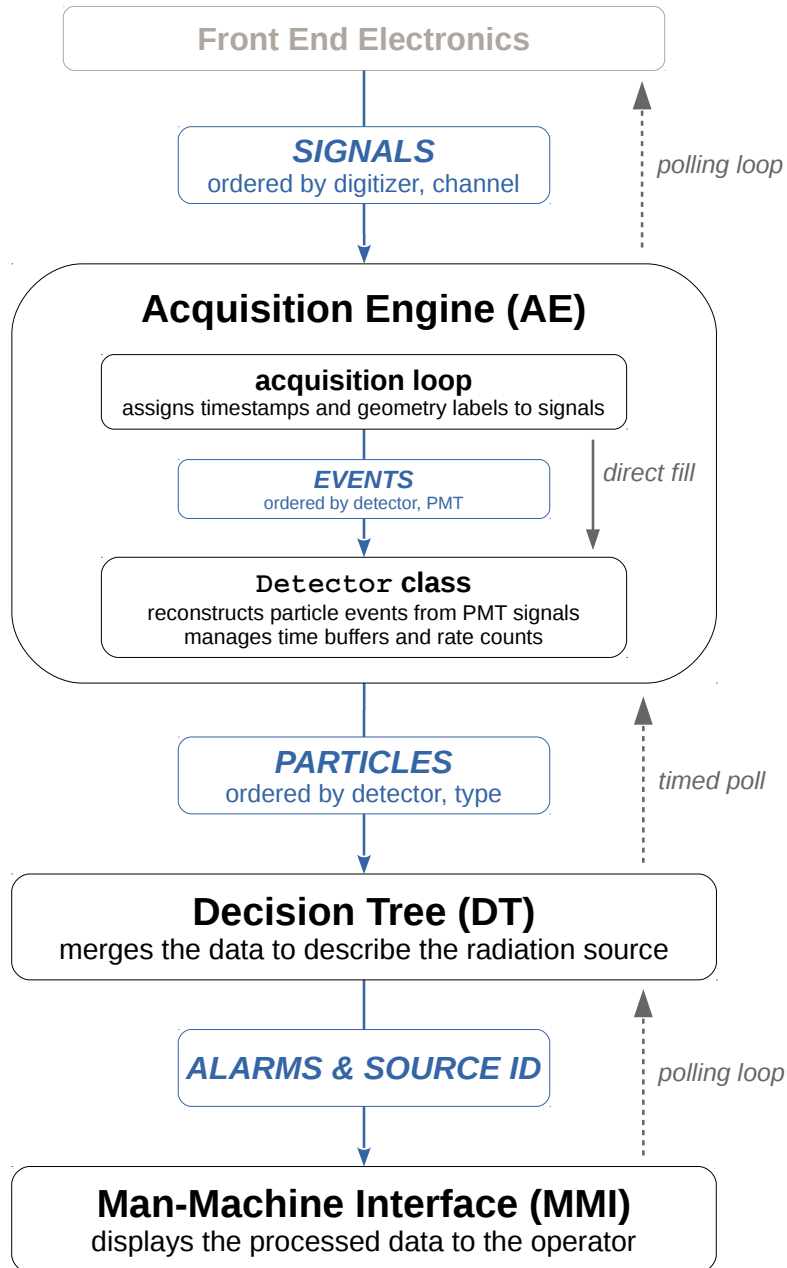 Front End Electronics
SIGNALS
ordered by digitizer, channel
polling loop
Acquisition Engine (AE)
acquisition loop
assigns timestamps and geometry labels to signals
EVENTS
ordered by detector, PMT
direct fill
Detector class
reconstructs particle events from PMT signals
manages time buffers and rate counts
PARTICLES
ordered by detector, type
timed poll
Decision Tree (DT)
merges the data to describe the radiation source
ALARMS & SOURCE ID
polling loop
Man-Machine Interface (MMI)
displays the processed data to the operator